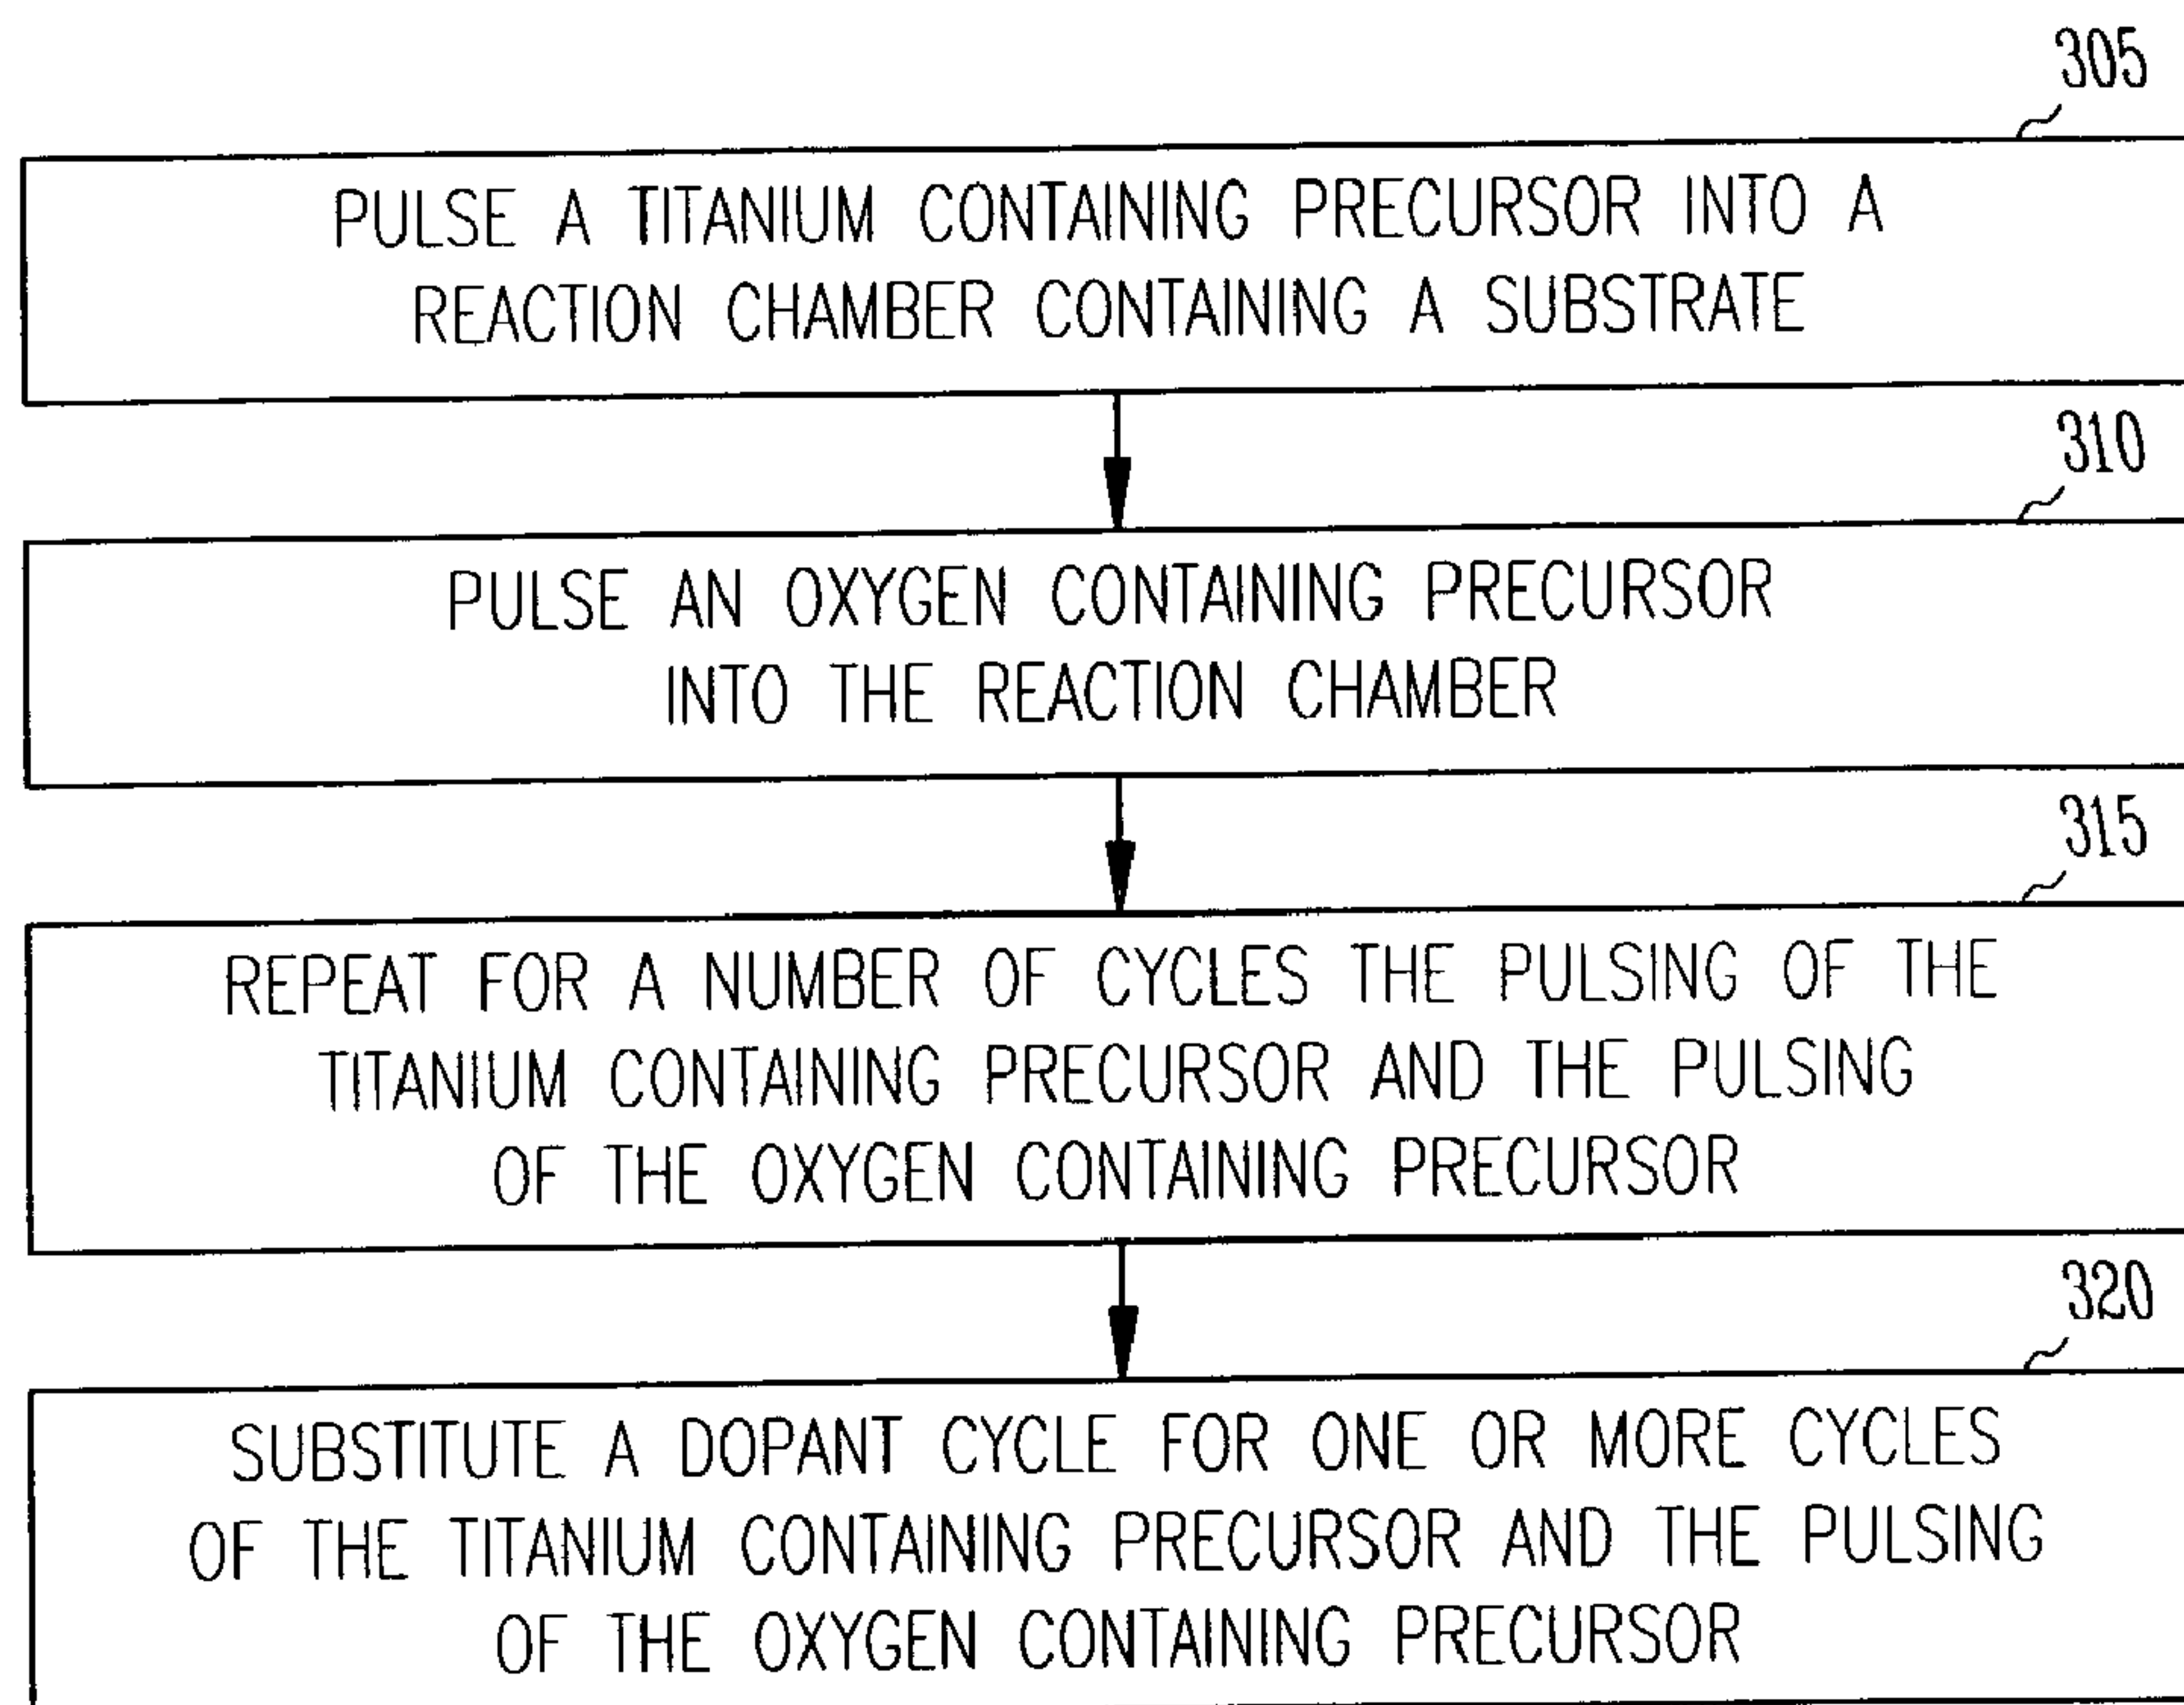 305
PULSE A TITANIUM CONTAINING PRECURSOR INTO A
REACTION CHAMBER CONTAINING A SUBSTRATE
310
PULSE AN OXYGEN CONTAINING PRECURSOR
INTO THE REACTION CHAMBER
315
REPEAT FOR A NUMBER OF CYCLES THE PULSING OF THE
TITANIUM CONTAINING PRECURSOR AND THE PULSING
OF THE OXYGEN CONTAINING PRECURSOR
320
SUBSTITUTE A DOPANT CYCLE FOR ONE OR MORE CYCLES
OF THE TITANIUM CONTAINING PRECURSOR AND THE PULSING
OF THE OXYGEN CONTAINING PRECURSOR